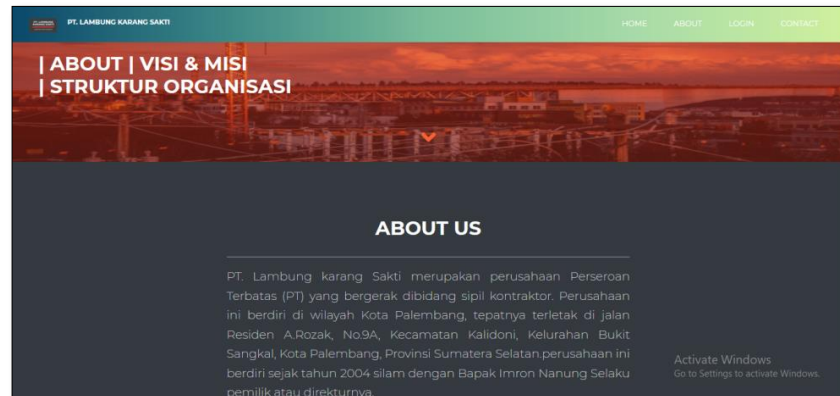 PT. LAMBUNG
KARANG SAKTI
PT. LAMBUNG KARANG SAKTI
HOME ABOUT LOGIN CONTACT
| ABOUT | VISI & MISI
| STRUKTUR ORGANISASI
ABOUT US
PT. Lambung karang Sakti merupakan perusahaan Perseroan
Terbatas (PT) yang bergerak dibidang sipil kontraktor. Perusahaan
ini berdiri di wilayah Kota Palembang, tepatnya terletak di jalan
Residen A.Rozak, No.9A, Kecamatan Kalidoni, Kelurahan Bukit
Sangkal, Kota Palembang, Provinsi Sumatera Selatan.perusahaan ini
berdiri sejak tahun 2004 silam dengan Bapak Imron Nanung Selaku
pemilik atau direkturnya.
Activate Windows
Go to Settings to activate Windows.